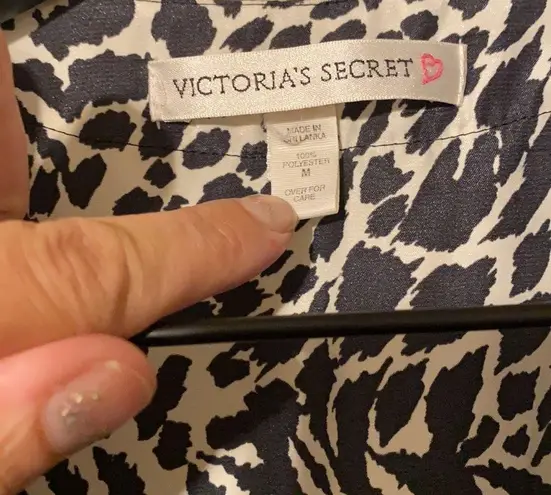 VICTORIA'S SECRET
MADE IN
SRI LANKA
100%
POLYESTER
M
OVER FOR
CARE